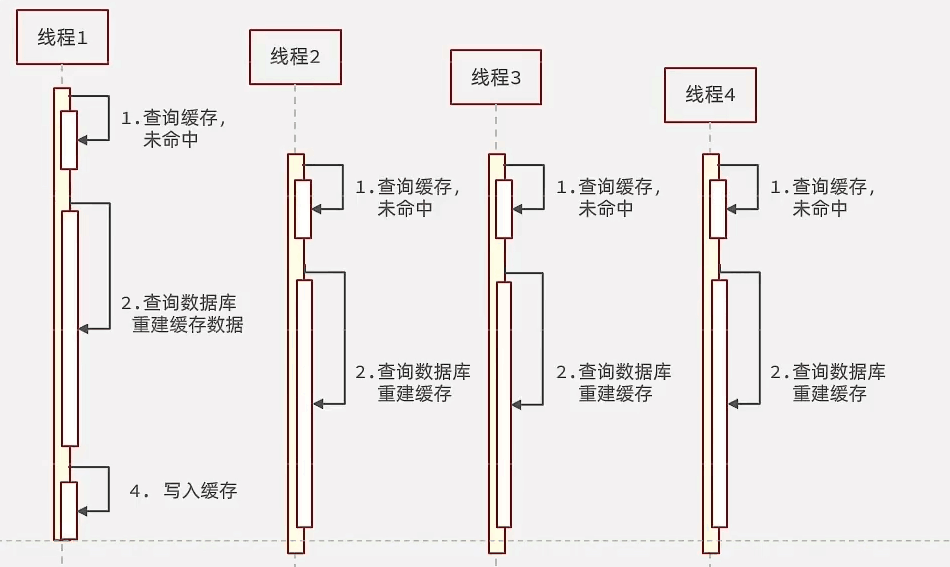 线程1
线程2
线程3
线程4
1.查询缓存,
未命中
1.查询缓存,
未命中
1.查询缓存,
未命中
1.查询缓存,
未命中
2.查询数据库
重建缓存数据
2.查询数据库
重建缓存
2.查询数据库
重建缓存
2.查询数据库
重建缓存
4. 写入缓存